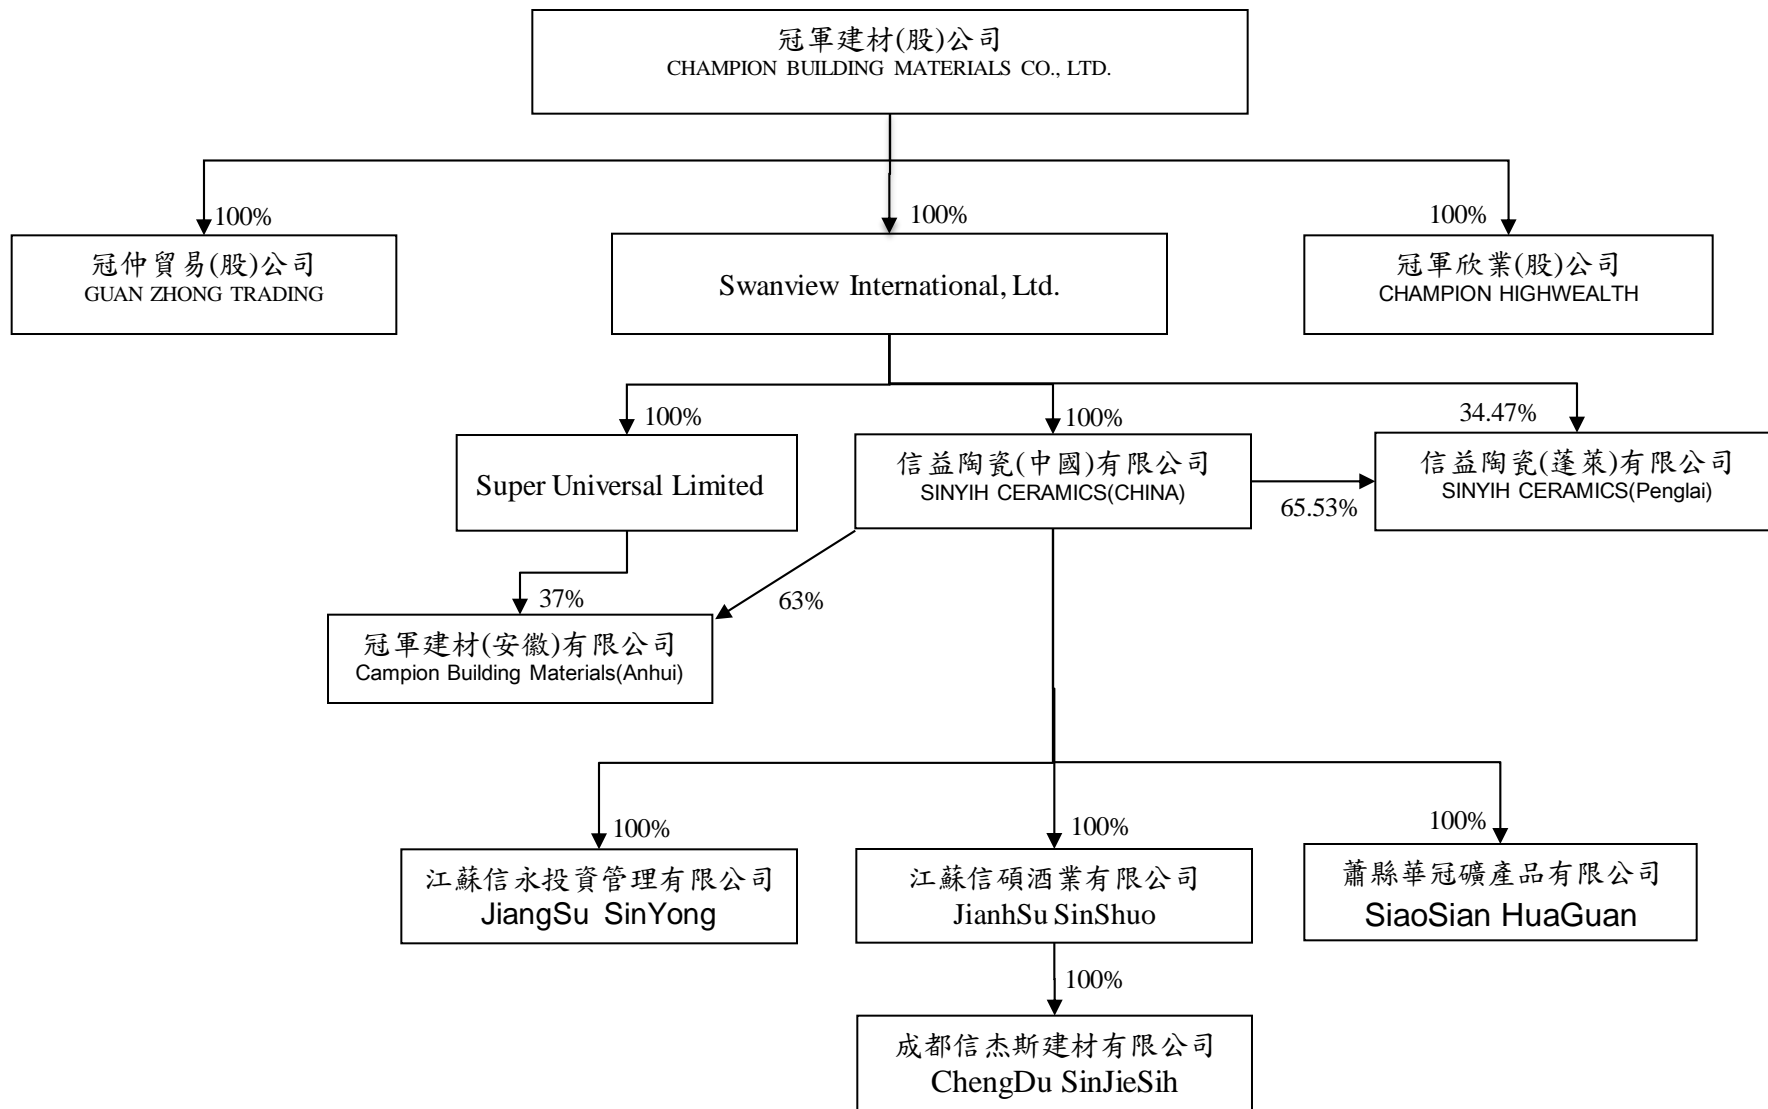 冠軍建材(股)公司
CHAMPION BUILDING MATERIALS CO., LTD.
100%
100%
100%
冠仲貿易(股)公司
GUAN ZHONG TRADING
Swanview International, Ltd.
冠軍欣業(股)公司
CHAMPION HIGHWEALTH
100%
100%
34.47%
Super Universal Limited
信益陶瓷(中國)有限公司
SINYIH CERAMICS(CHINA)
65.53%
信益陶瓷(蓬萊)有限公司
SINYIH CERAMICS(Penglai)
37%
63%
冠軍建材(安徽)有限公司
Campion Building Materials(Anhui)
100%
100%
100%
江蘇信永投資管理有限公司
JiangSu SinYong
江蘇信碩酒業有限公司
JianhSu SinShuo
蕭縣華冠礦產品有限公司
SiaoSian HuaGuan
100%
成都信杰斯建材有限公司
ChengDu SinJieSih